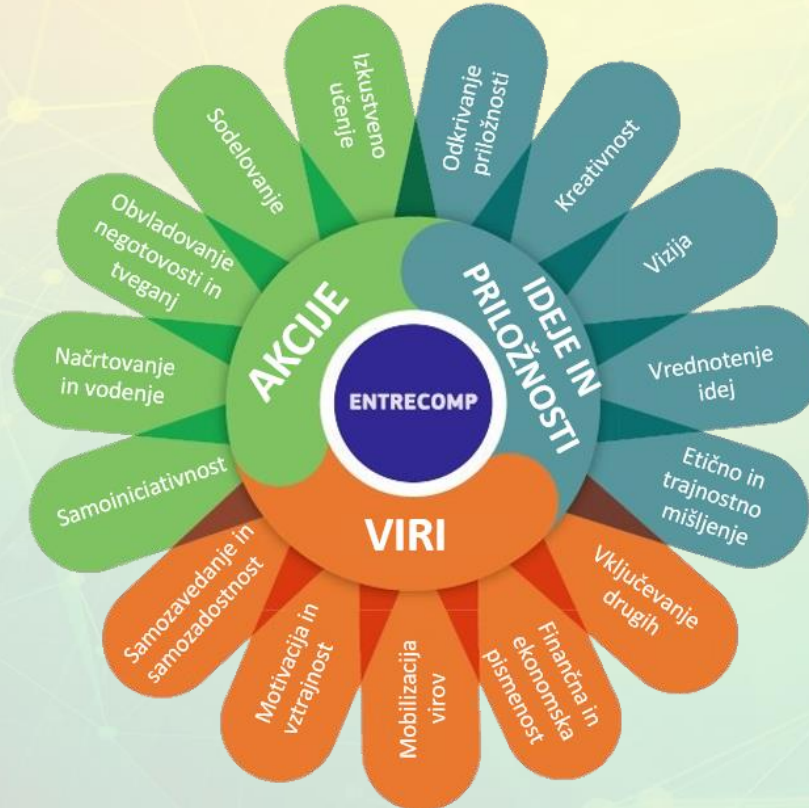 ENTRECOMP
IDEJE IN
PRILOŽNOSTI
Odkrivanje
priložnosti
Kreativnost
Vizija
Vrednotenje
idej
Etično in
trajnostno
mišljenje
VIRI
Vključevanje
drugih
Finančna in
ekonomska
pismenost
Mobilizacija
virov
Motivacija in
vztrajnost
Samozavedanje in
samozadostnost
AKCIJE
Samoiniciativnost
Načrtovanje
in vodenje
Obvladovanje
negotovosti in
tveganj
Sodelovanje
Izkustveno
učenje